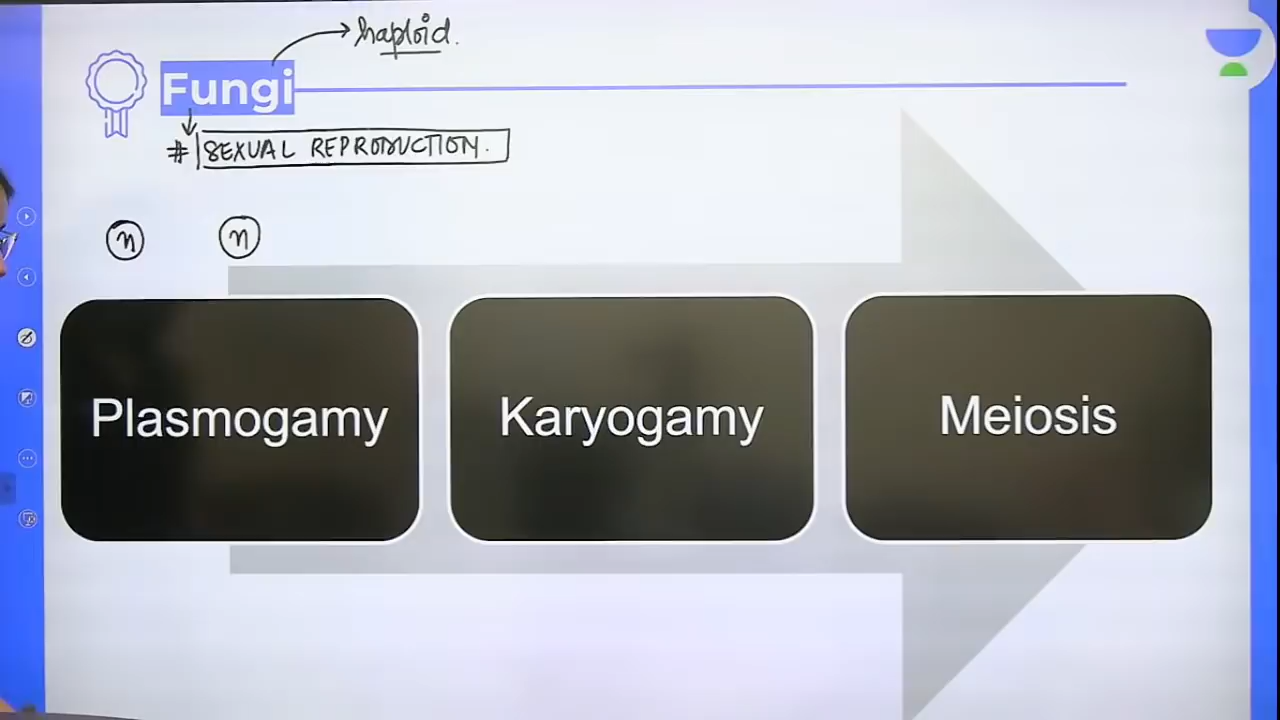 haploid.
Fungi
# SEXUAL REPRODUCTION.
n n
Plasmogamy Karyogamy Meiosis